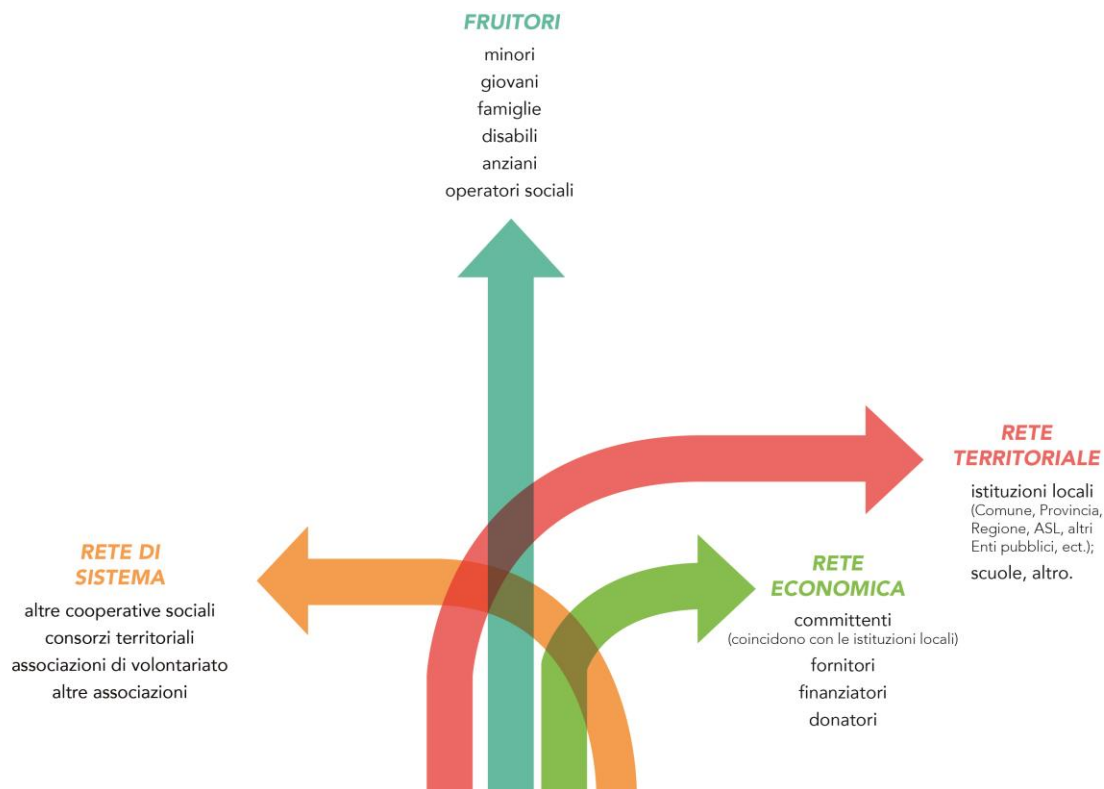 FRUITORI
minori
giovani
famiglie
disabili
anziani
operatori sociali
RETE
TERRITORIALE
istituzioni locali
(Comune, Provincia,
Regione, ASL, altri
Enti pubblici, ect.);
scuole, altro.
RETE DI
SISTEMA
altre cooperative sociali
consorzi territoriali
associazioni di volontariato
altre associazioni
RETE
ECONOMICA
committenti
(coincidono con le istituzioni locali)
fornitori
finanziatori
donatori